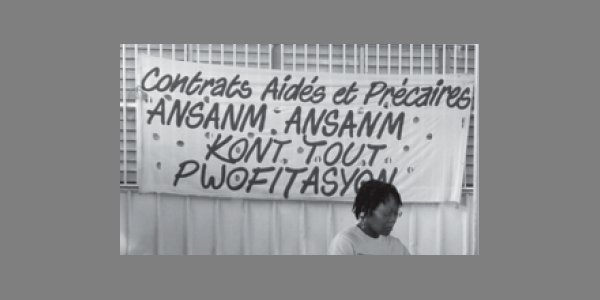 Contrats Aidés et Précaires
ANSANM ANSANM
KONT TOUT
PWOFITASYON